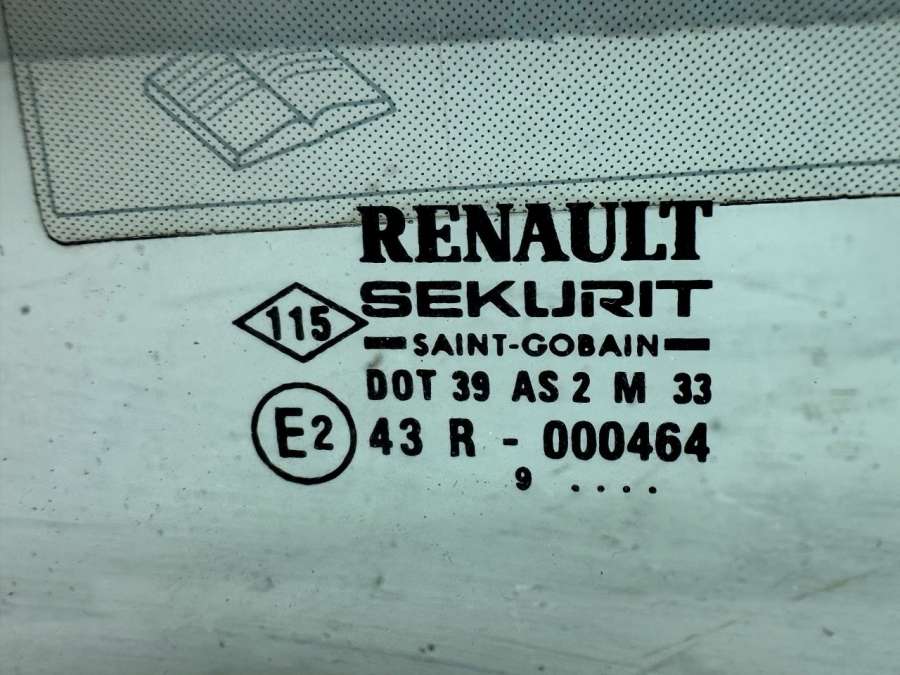 RENAULT
115 SEKURIT
SAINT-GOBAIN
DOT 39 AS 2 M 33
E2 43 R - 000464
9 ....